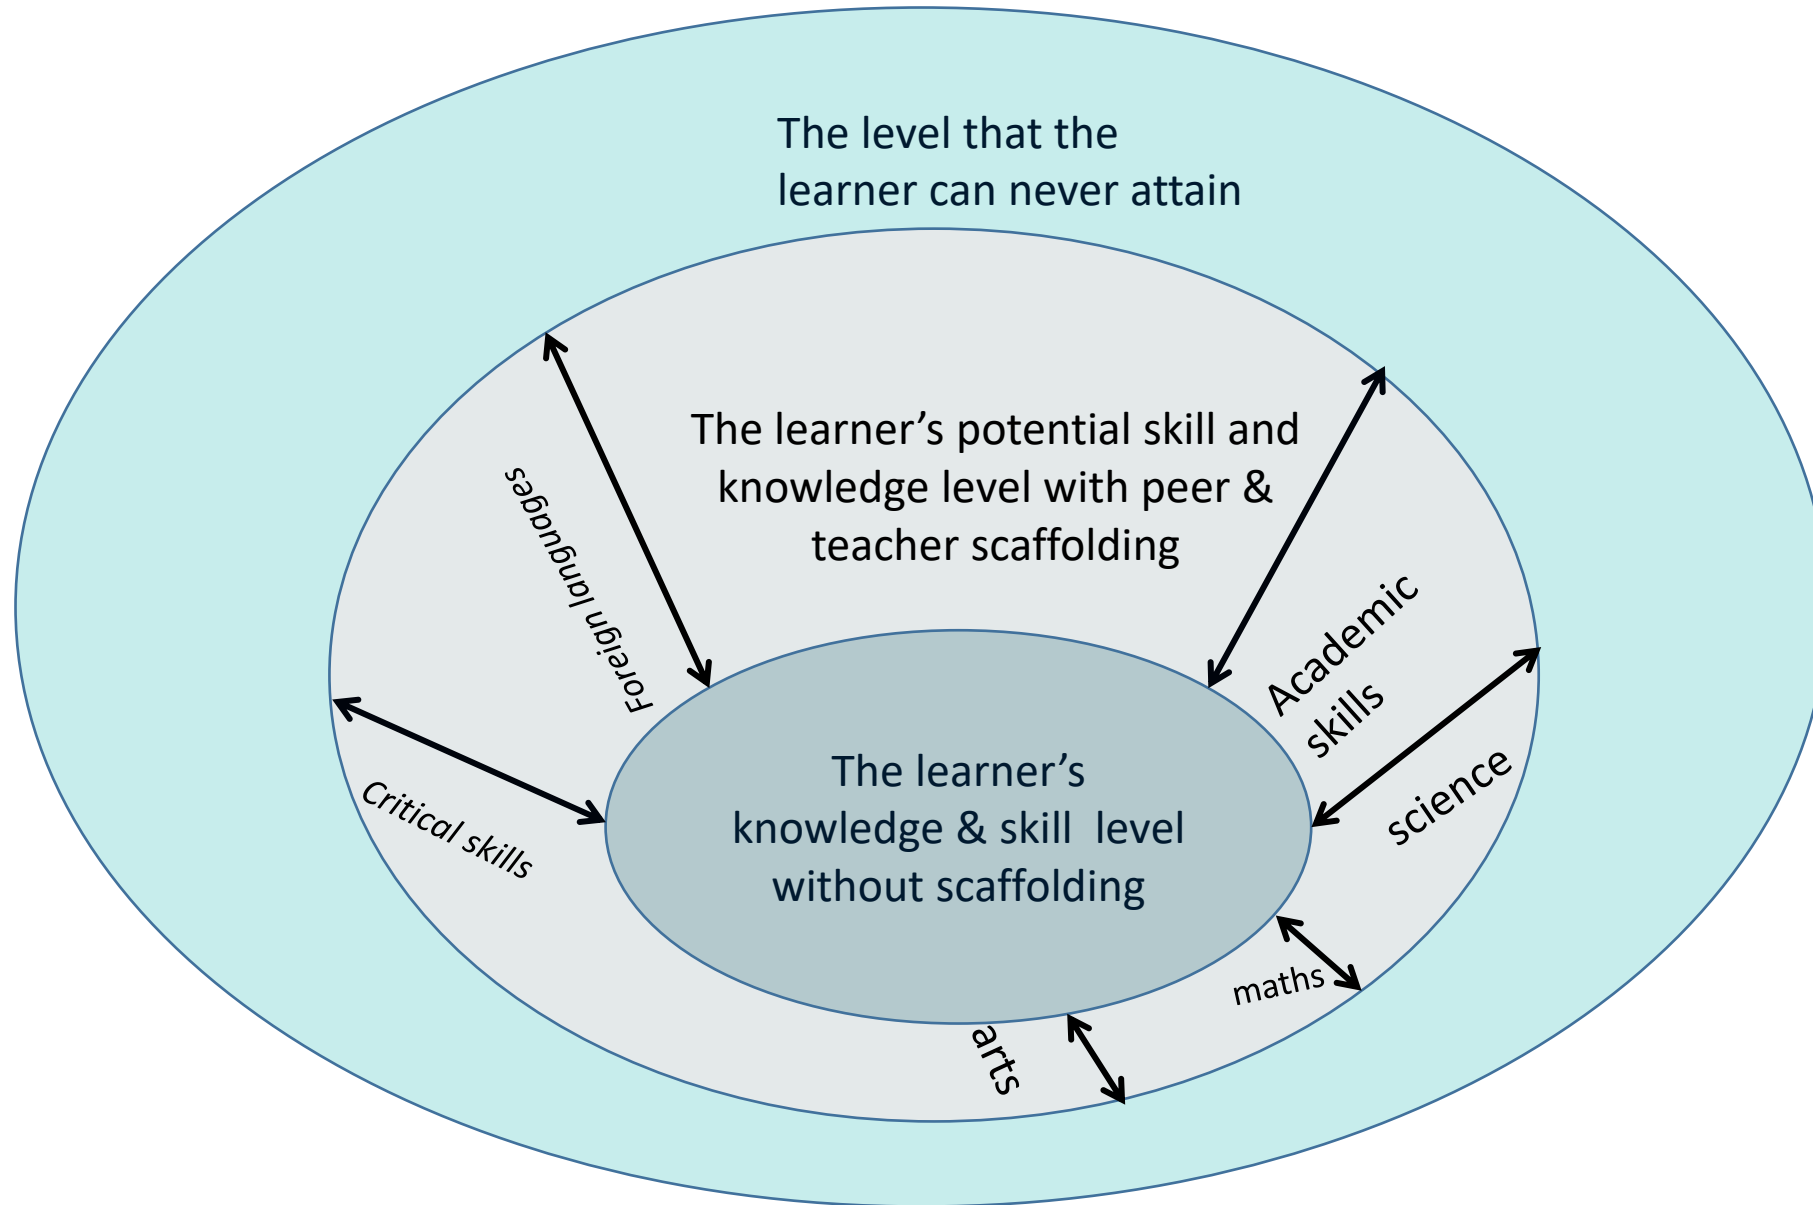 The level that the
learner can never attain
The learner’s potential skill and
knowledge level with peer &
teacher scaffolding
Foreign languages
Academic
skills
science
Critical skills
The learner’s
knowledge & skill  level
without scaffolding
maths
arts